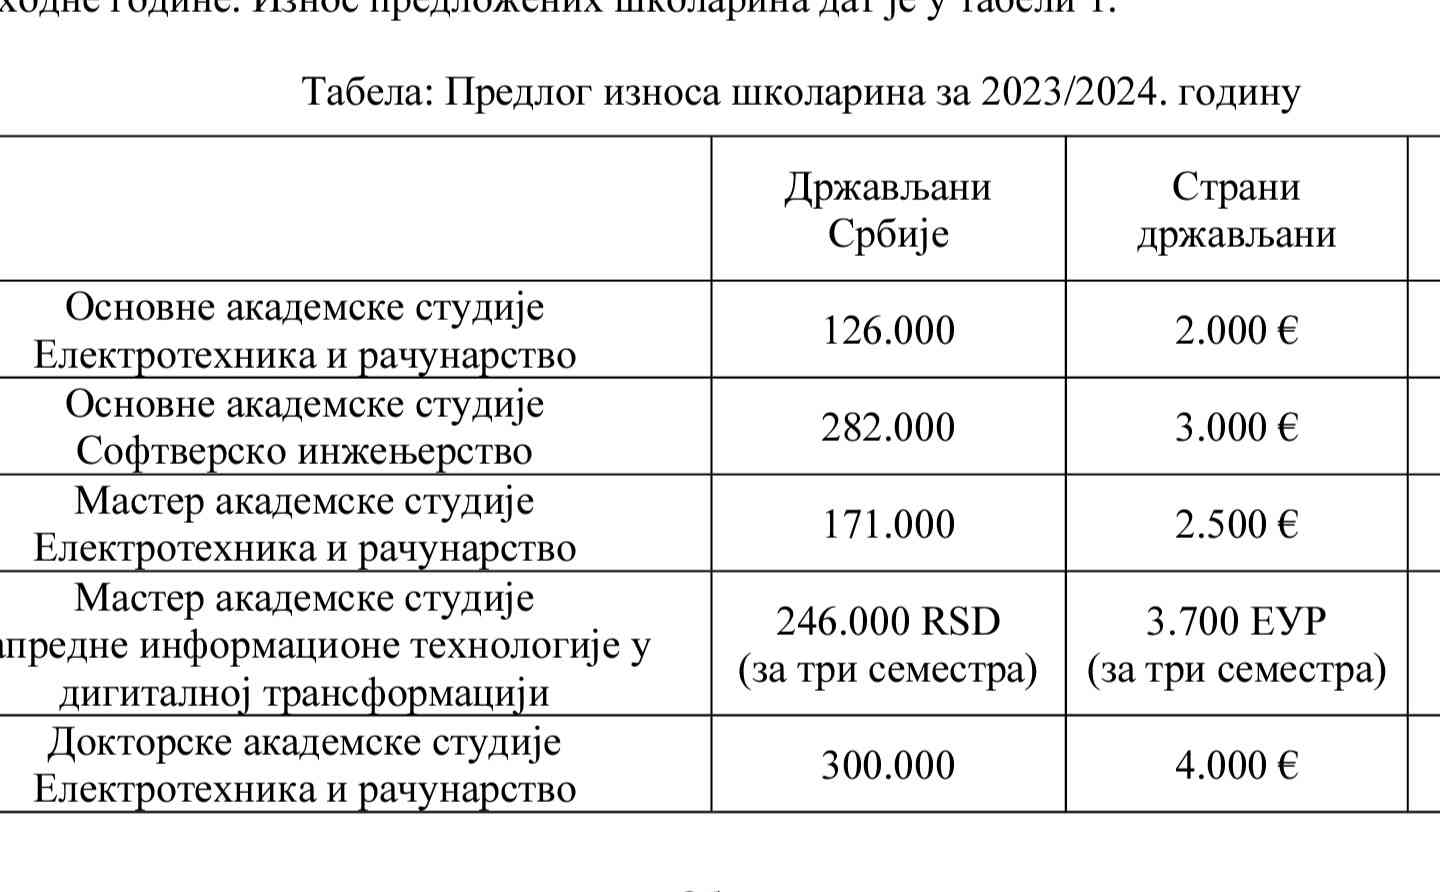 ходне године. Износ предложених школарина дат је у табели 1.
Табела: Предлог износа школарина за 2023/2024. годину
Држављани
Србије
Страни
држављани
Основне академске студије
Електротехника и рачунарство
126.000
2.000 €
Основне академске студије
Софтверско инжењерство
282.000
3.000 €
Мастер академске студије
Електротехника и рачунарство
171.000
2.500 €
Мастер академске студије
апредне информационе технологије у
дигиталној трансформацији
246.000 RSD
(за три семестра)
3.700 ЕУР
(за три семестра)
Докторске академске студије
Електротехника и рачунарство
300.000
4.000 €